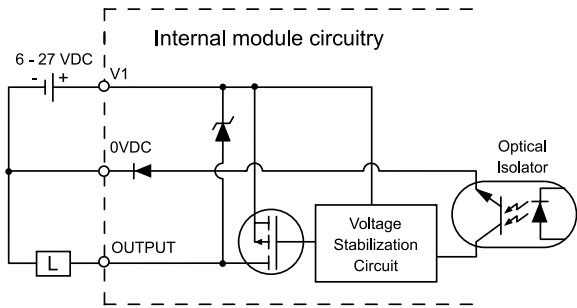 Internal module circuitry
6 - 27 VDC
- +
V1
0VDC
Optical
Isolator
Voltage
Stabilization
Circuit
OUTPUT
L